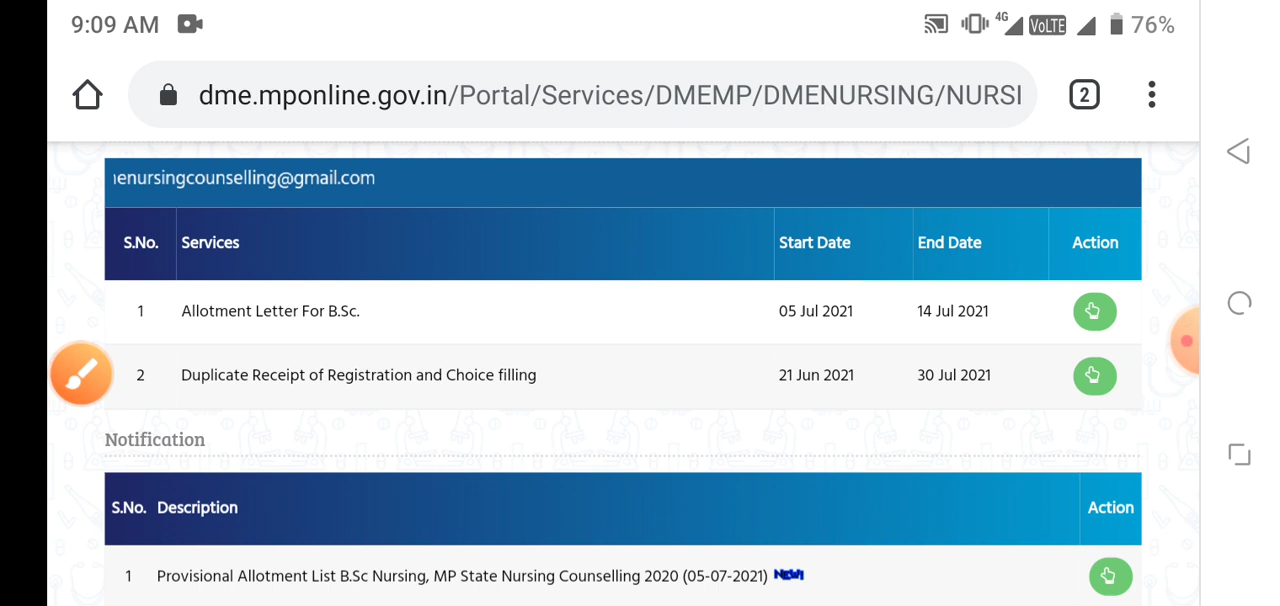 9:09 AM 4G VoLTE 76%
dme.mponline.gov.in/Portal/Services/DMEMP/DMENURSING/NURSI 2
enursingcounselling@gmail.com
S.No. Services Start Date End Date Action
1 Allotment Letter For B.Sc. 05 Jul 2021 14 Jul 2021
2 Duplicate Receipt of Registration and Choice filling 21 Jun 2021 30 Jul 2021
Notification
S.No. Description Action
1 Provisional Allotment List B.Sc Nursing, MP State Nursing Counselling 2020 (05-07-2021) NEW!